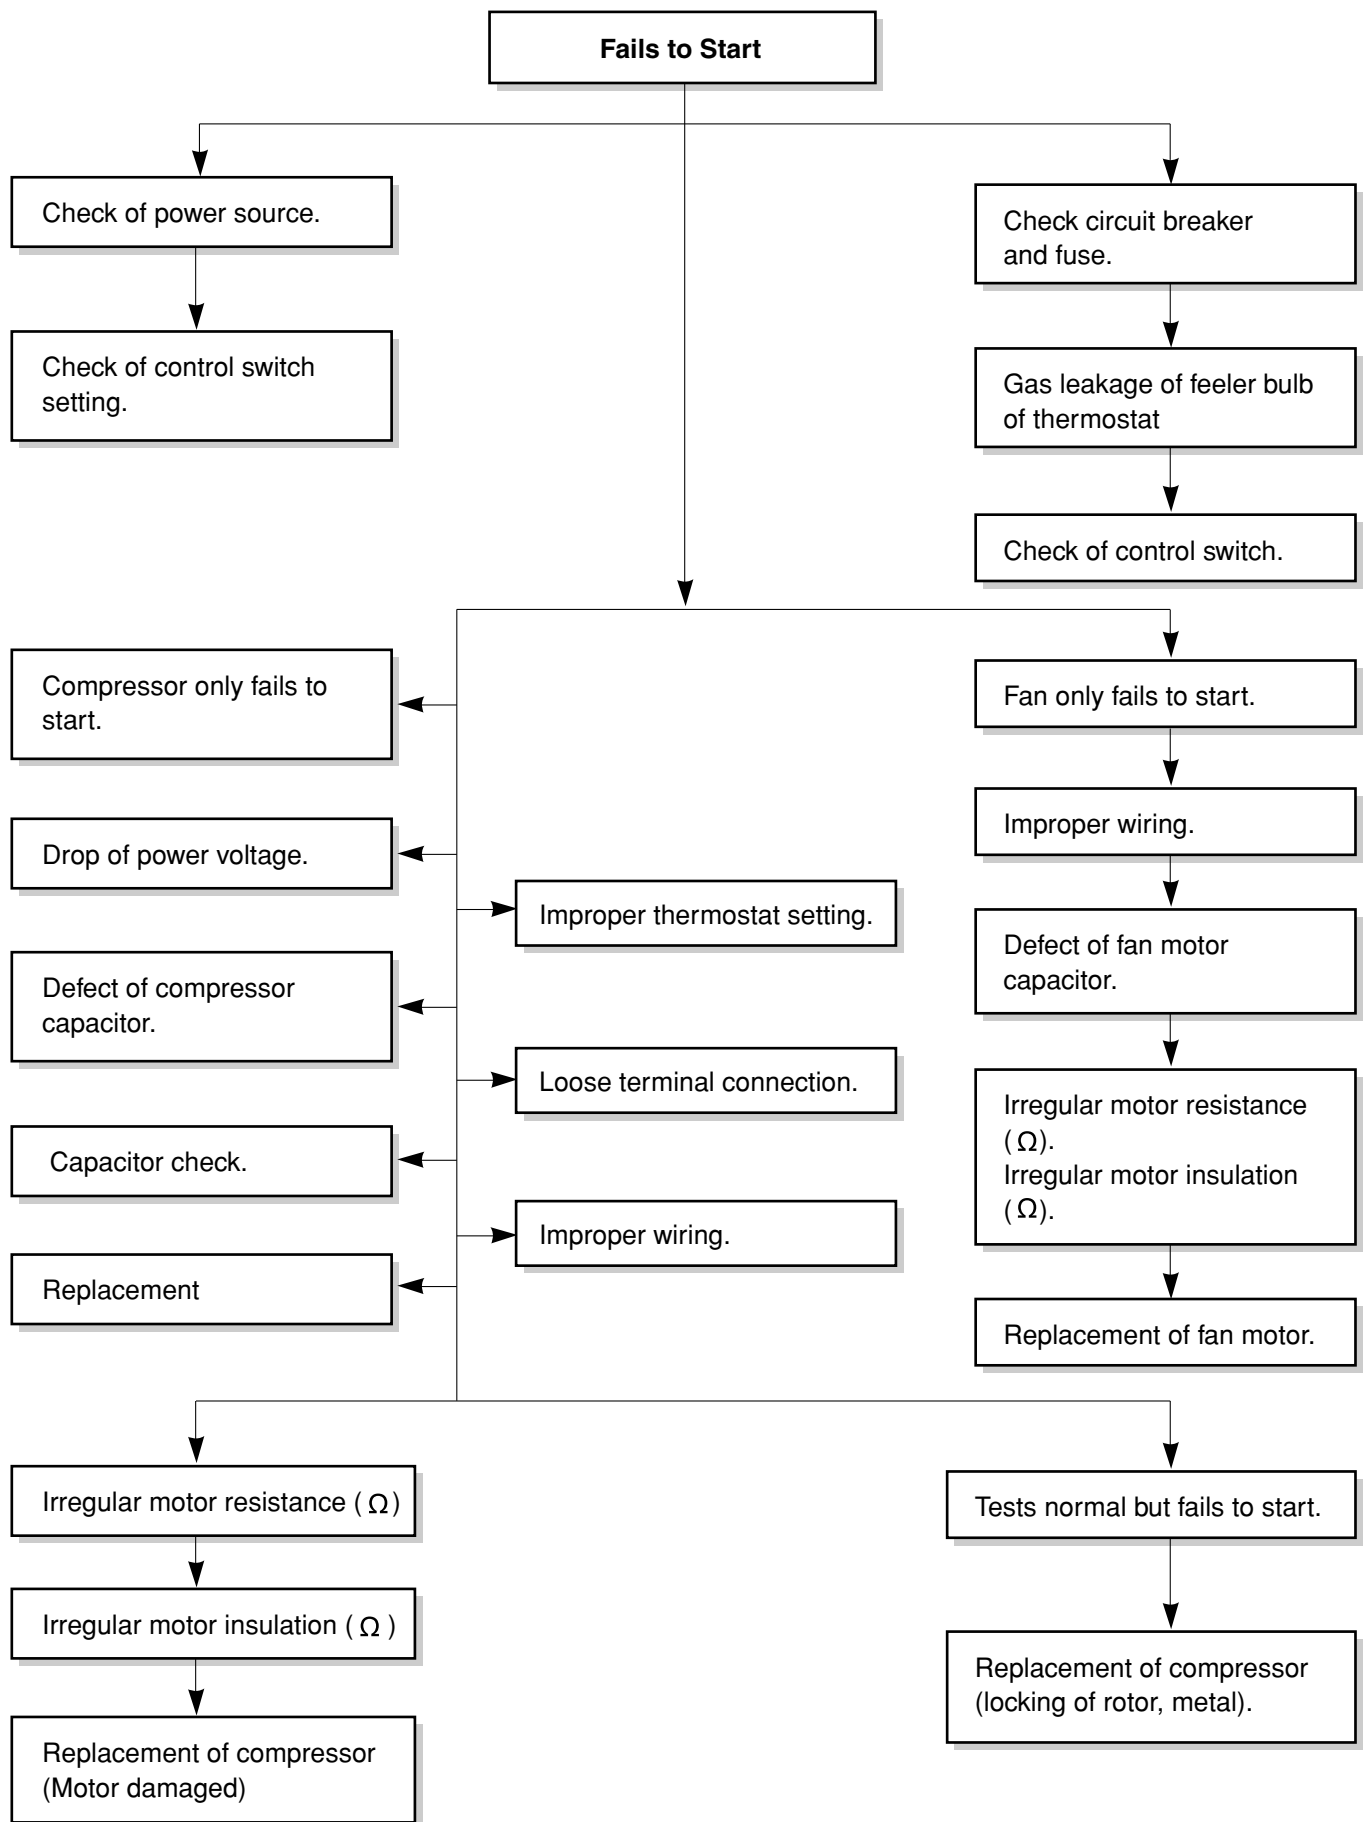 Fails to Start
Check of power source.
Check circuit breaker
and fuse.
Check of control switch
setting.
Gas leakage of feeler bulb
of thermostat
Check of control switch.
Compressor only fails to
start.
Fan only fails to start.
Drop of power voltage.
Improper wiring.
Improper thermostat setting.
Defect of fan motor
capacitor.
Defect of compressor
capacitor.
Loose terminal connection.
Irregular motor resistance
(Ω).
Irregular motor insulation
(Ω).
Capacitor check.
Improper wiring.
Replacement
Replacement of fan motor.
Irregular motor resistance (Ω)
Tests normal but fails to start.
Irregular motor insulation (Ω )
Replacement of compressor
(locking of rotor, metal).
Replacement of compressor
(Motor damaged)